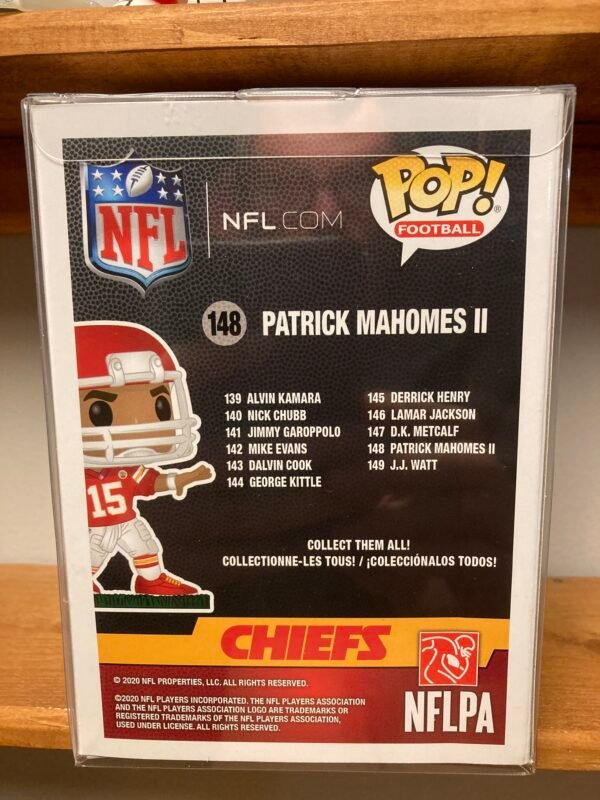 NFL
NFL.COM
POP!®
FOOTBALL
148 PATRICK MAHOMES II
139 ALVIN KAMARA
140 NICK CHUBB
141 JIMMY GAROPPOLO
142 MIKE EVANS
143 DALVIN COOK
144 GEORGE KITTLE
145 DERRICK HENRY
146 LAMAR JACKSON
147 D.K. METCALF
148 PATRICK MAHOMES II
149 J.J. WATT
15
COLLECT THEM ALL!
COLLECTIONNE-LES TOUS! / ¡COLECCIÓNALOS TODOS!
CHIEFS
© 2020 NFL PROPERTIES, LLC. ALL RIGHTS RESERVED.
©2020 NFL PLAYERS INCORPORATED. THE NFL PLAYERS ASSOCIATION
AND THE NFL PLAYERS ASSOCIATION LOGO ARE TRADEMARKS OR
REGISTERED TRADEMARKS OF THE NFL PLAYERS ASSOCIATION,
USED UNDER LICENSE. ALL RIGHTS RESERVED.
NFLPA